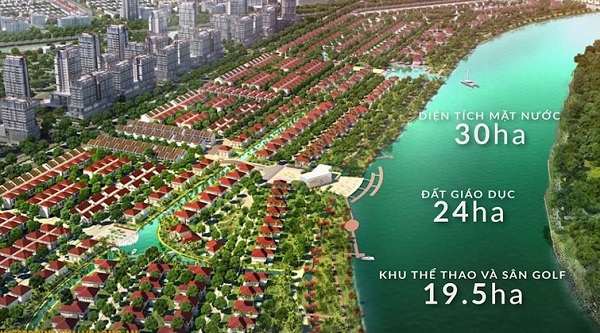 DIỆN TÍCH MẶT NƯỚC
30ha
ĐẤT GIÁO DỤC
24ha
KHU THỂ THAO VÀ SÂN GOLF
19.5ha